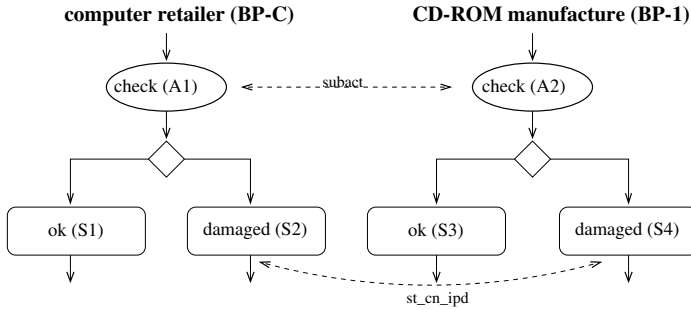 computer retailer (BP-C)
CD-ROM manufacture (BP-1)
check (A1)
subact
check (A2)
ok (S1)
damaged (S2)
ok (S3)
damaged (S4)
st_cn_ipd